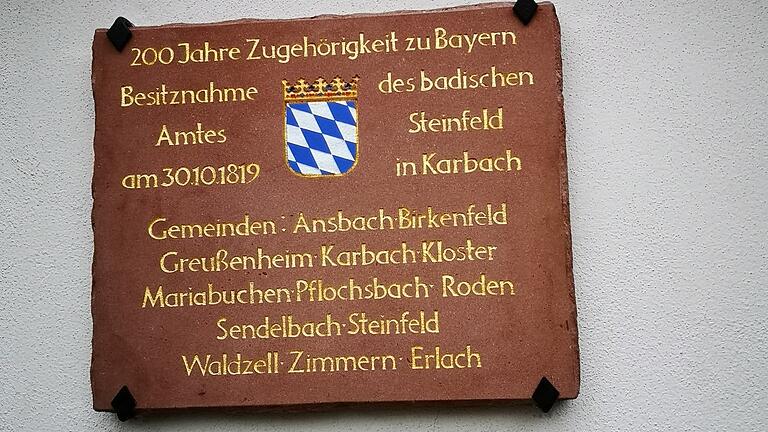 200 Jahre Zugehörigkeit zu Bayern
Besitznahme des badischen
Amtes Steinfeld
am 30.10.1819 in Karbach
Gemeinden: Ansbach·Birkenfeld
Greußenheim·Karbach·Kloster
Mariabuchen·Pflochsbach·Roden
Sendelbach·Steinfeld
Waldzell·Zimmern·Erlach